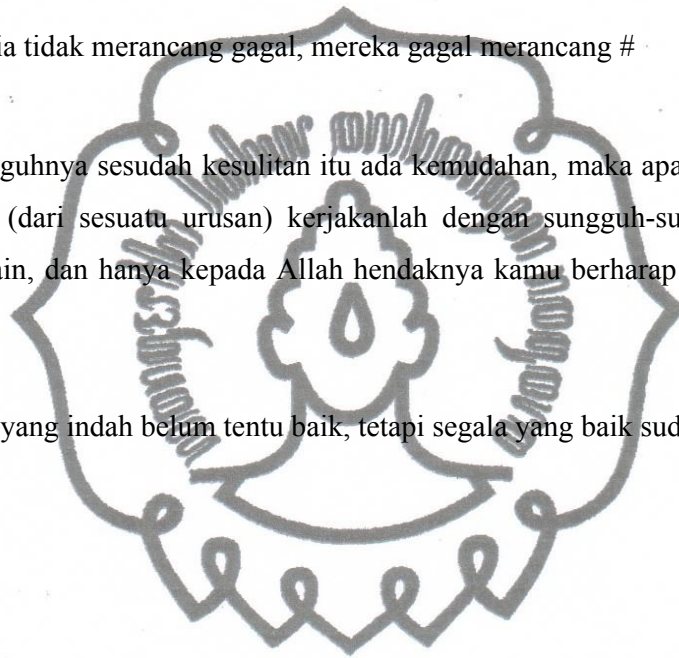 ia tidak merancang gagal, mereka gagal merancang #
guhnya sesudah kesulitan itu ada kemudahan, maka apa
(dari sesuatu urusan) kerjakanlah dengan sungguh-su
ain, dan hanya kepada Allah hendaknya kamu berharap
yang indah belum tentu baik, tetapi segala yang baik sud